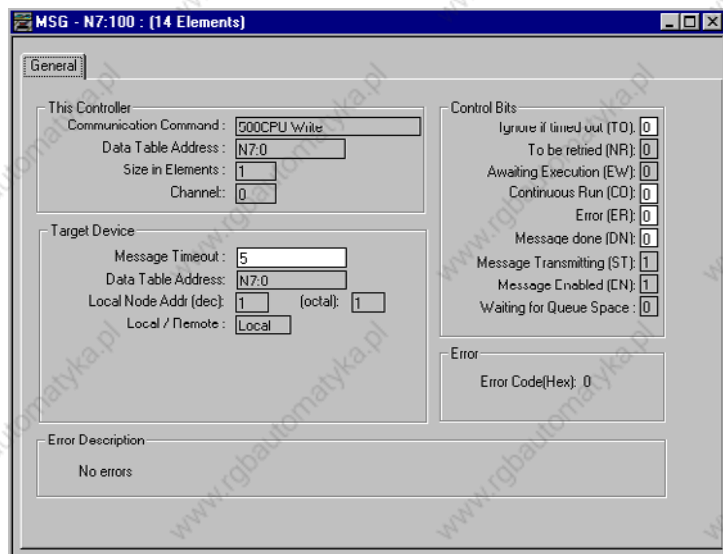 MSG - N7:100 : (14 Elements)
General
This Controller
Communication Command : 500CPU Write
Data Table Address : N7:0
Size in Elements : 1
Channel: 0
Target Device
Message Timeout : 5
Data Table Address: N7:0
Local Node Addr (dec): 1 (octal): 1
Local / Remote : Local
Control Bits
Ignore if timed out (TO): 0
To be retried (NR): 0
Awaiting Execution (EW): 0
Continuous Run (CO): 0
Error (ER): 0
Message done (DN): 0
Message Transmitting (ST): 1
Message Enabled (EN): 1
Waiting for Queue Space : 0
Error
Error Code(Hex): 0
Error Description
No errors
www.rgbautomatyka.pl